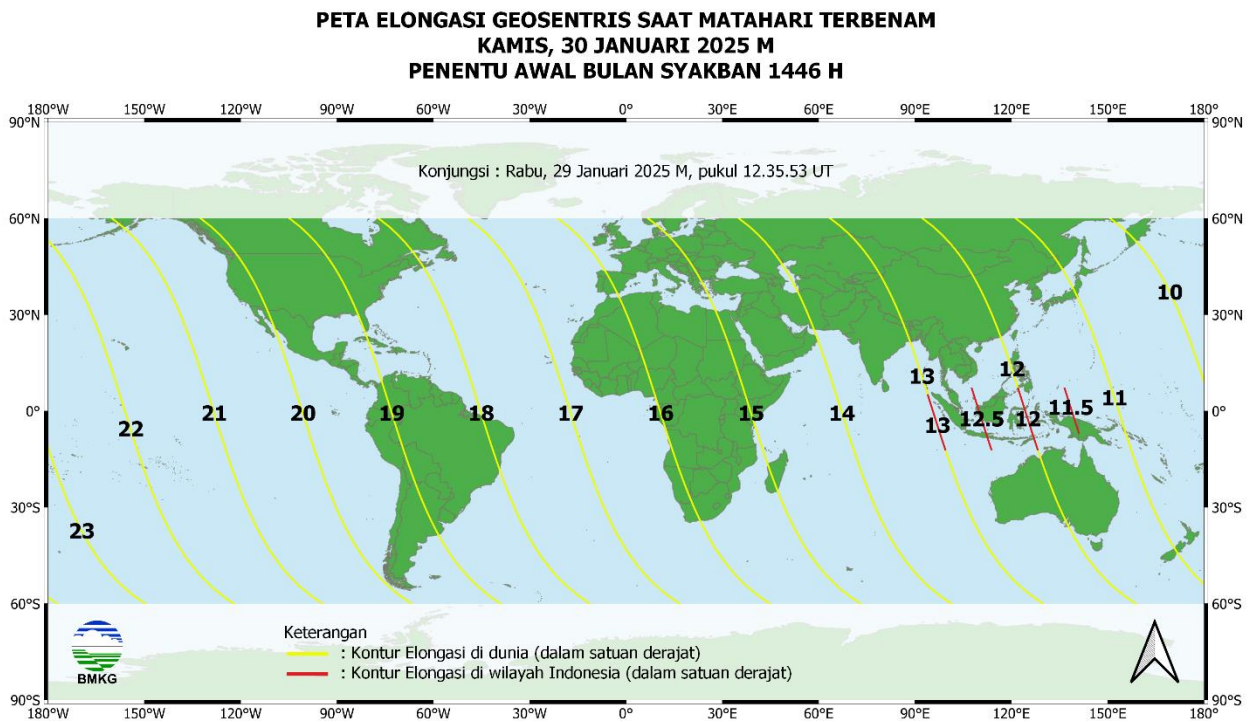 PETA ELONGASI GEOSENTRIS SAAT MATAHARI TERBENAM
KAMIS, 30 JANUARI 2025 M
PENENTU AWAL BULAN SYAKBAN 1446 H
180°W 150°W 120°W 90°W 60°W 30°W 0° 30°E 60°E 90°E 120°E 150°E 180°
90°N 90°N
Konjungsi : Rabu, 29 Januari 2025 M, pukul 12.35.53 UT
60°N 60°N
10
30°N 30°N
13 12
11
0° 22 21 20 19 18 17 16 15 14 13 12.5 12 11.5 0°
30°S 30°S
23
60°S 60°S
Keterangan
: Kontur Elongasi di dunia (dalam satuan derajat)
: Kontur Elongasi di wilayah Indonesia (dalam satuan derajat)
BMKG
90°S 90°S
180°W 150°W 120°W 90°W 60°W 30°W 0° 30°E 60°E 90°E 120°E 150°E 180°